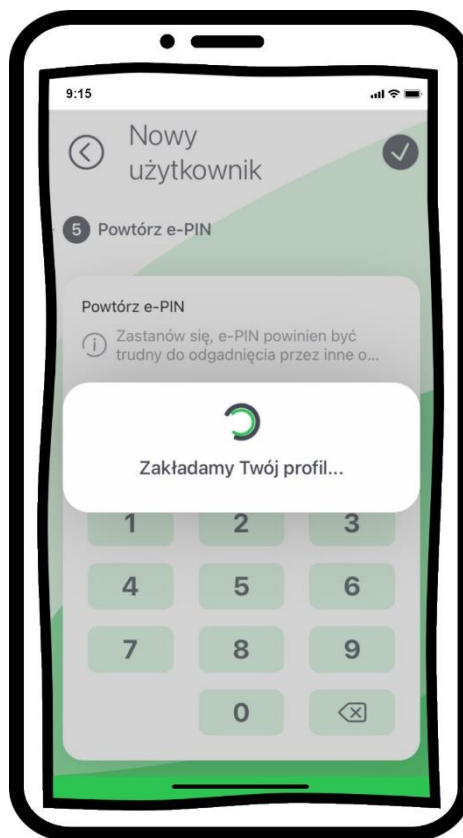 9:15
Nowy
użytkownik
5 Powtórz e-PIN
Powtórz e-PIN
Zastanów się, e-PIN powinien być
trudny do odgadnięcia przez inne o...
Zakładamy Twój profil...
1 2 3
4 5 6
7 8 9
0